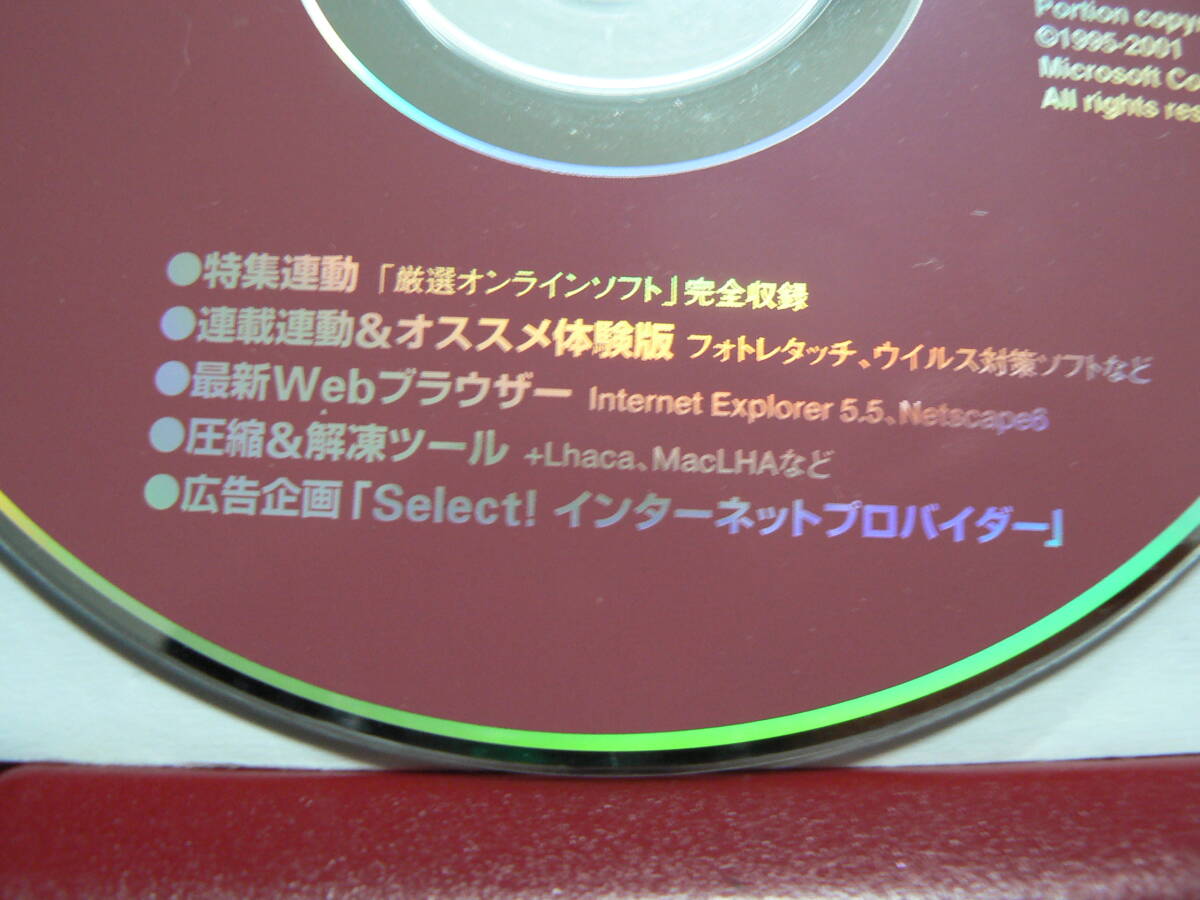 Portion copy
©1995-2001
Microsoft Co
All rights res
●特集連動 「厳選オンラインソフト」完全収録
●連載連動&オススメ体験版 フォトレタッチ、ウイルス対策ソフトなど
●最新Webブラウザー Internet Explorer 5.5、Netscape6
●圧縮&解凍ツール +Lhaca、MacLHAなど
●広告企画「Select! インターネットプロバイダー」